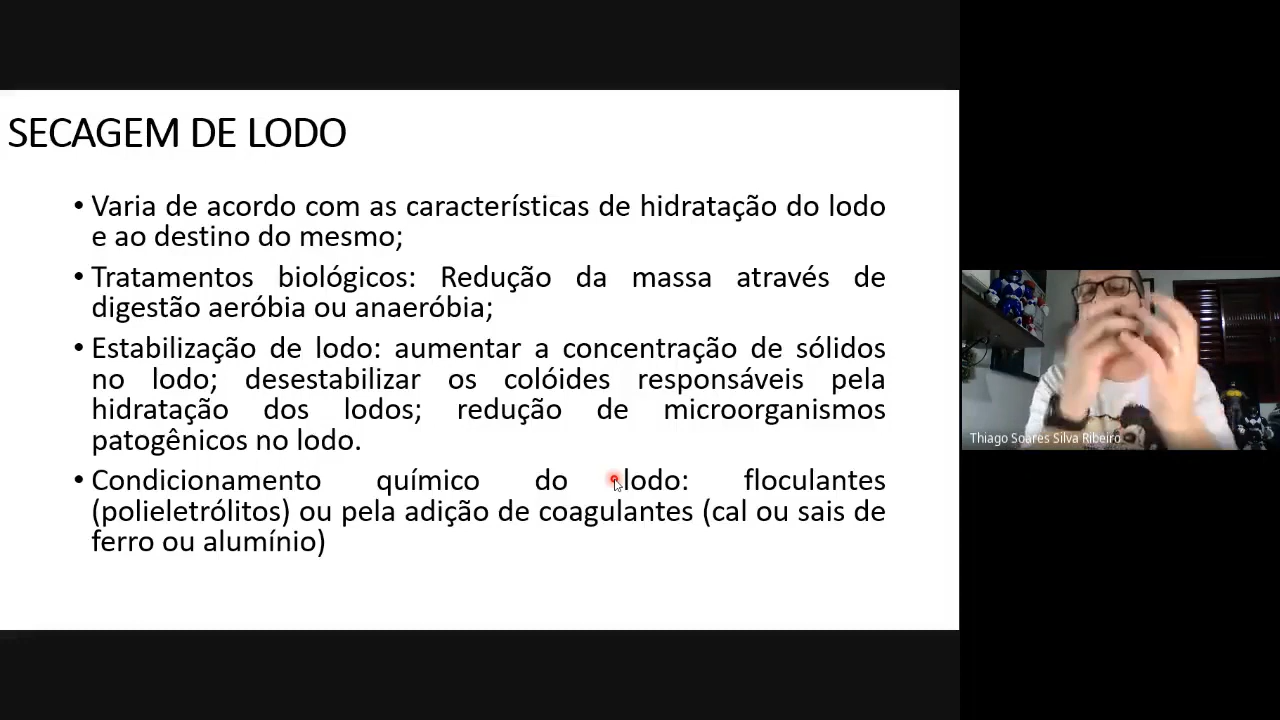 SECAGEM DE LODO
• Varia de acordo com as características de hidratação do lodo
e ao destino do mesmo;
• Tratamentos biológicos: Redução da massa através de
digestão aeróbia ou anaeróbia;
• Estabilização de lodo: aumentar a concentração de sólidos
no lodo; desestabilizar os colóides responsáveis pela
hidratação dos lodos; redução de microorganismos
patogênicos no lodo.
• Condicionamento químico do lodo: floculantes
(polieletrólitos) ou pela adição de coagulantes (cal ou sais de
ferro ou alumínio)
Thiago Soares Silva Ribeiro